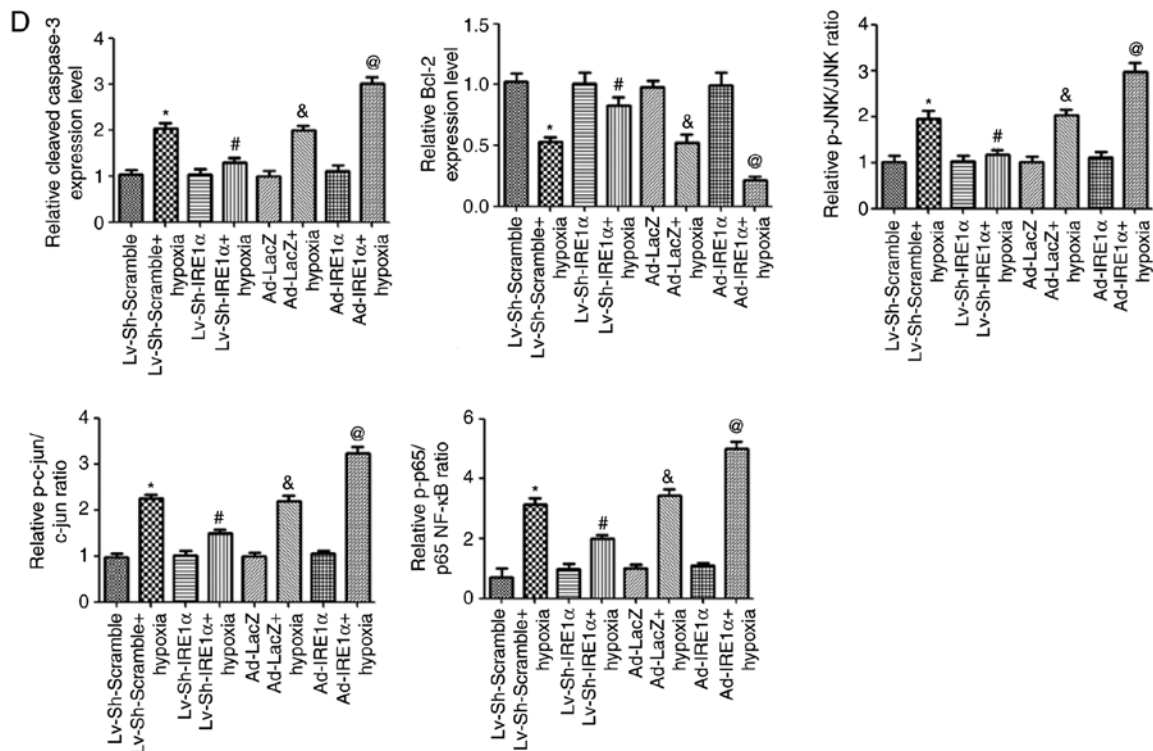 D
Relative cleaved caspase-3
expression level
4
3
2
1
0
*
#
&
@
Lv-Sh-Scramble
Lv-Sh-Scramble+
hypoxia
Lv-Sh-IRE1α
Lv-Sh-IRE1α+
hypoxia
Ad-LacZ
Ad-LacZ+
hypoxia
Ad-IRE1α
Ad-IRE1α+
hypoxia
Relative Bcl-2
expression level
1.5
1.0
0.5
0.0
*
#
&
@
Lv-Sh-Scramble
Lv-Sh-Scramble+
hypoxia
Lv-Sh-IRE1α
Lv-Sh-IRE1α+
hypoxia
Ad-LacZ
Ad-LacZ+
hypoxia
Ad-IRE1α
Ad-IRE1α+
hypoxia
Relative p-JNK/JNK ratio
4
3
2
1
0
*
#
&
@
Lv-Sh-Scramble
Lv-Sh-Scramble+
hypoxia
Lv-Sh-IRE1α
Lv-Sh-IRE1α+
hypoxia
Ad-LacZ
Ad-LacZ+
hypoxia
Ad-IRE1α
Ad-IRE1α+
hypoxia
Relative p-c-jun/
c-jun ratio
4
3
2
1
0
*
#
&
@
Lv-Sh-Scramble
Lv-Sh-Scramble+
hypoxia
Lv-Sh-IRE1α
Lv-Sh-IRE1α+
hypoxia
Ad-LacZ
Ad-LacZ+
hypoxia
Ad-IRE1α
Ad-IRE1α+
hypoxia
Relative p-p65/
p65 NF-κB ratio
6
4
2
0
*
#
&
@
Lv-Sh-Scramble
Lv-Sh-Scramble+
hypoxia
Lv-Sh-IRE1α
Lv-Sh-IRE1α+
hypoxia
Ad-LacZ
Ad-LacZ+
hypoxia
Ad-IRE1α
Ad-IRE1α+
hypoxia